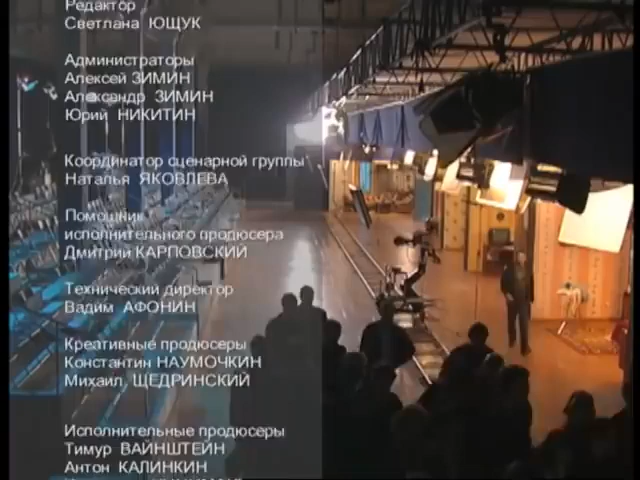 Редактор
Светлана ЮЩУК
Администраторы
Алексей ЗИМИН
Александр ЗИМИН
Юрий НИКИТИН
Координатор сценарной группы
Наталья ЯКОВЛЕВА
Помощник
исполнительного продюсера
Дмитрий КАРПОВСКИЙ
Технический директор
Вадим АФОНИН
Креативные продюсеры
Константин НАУМОЧКИН
Михаил ЩЕДРИНСКИЙ
Исполнительные продюсеры
Тимур ВАЙНШТЕЙН
Антон КАЛИНКИН